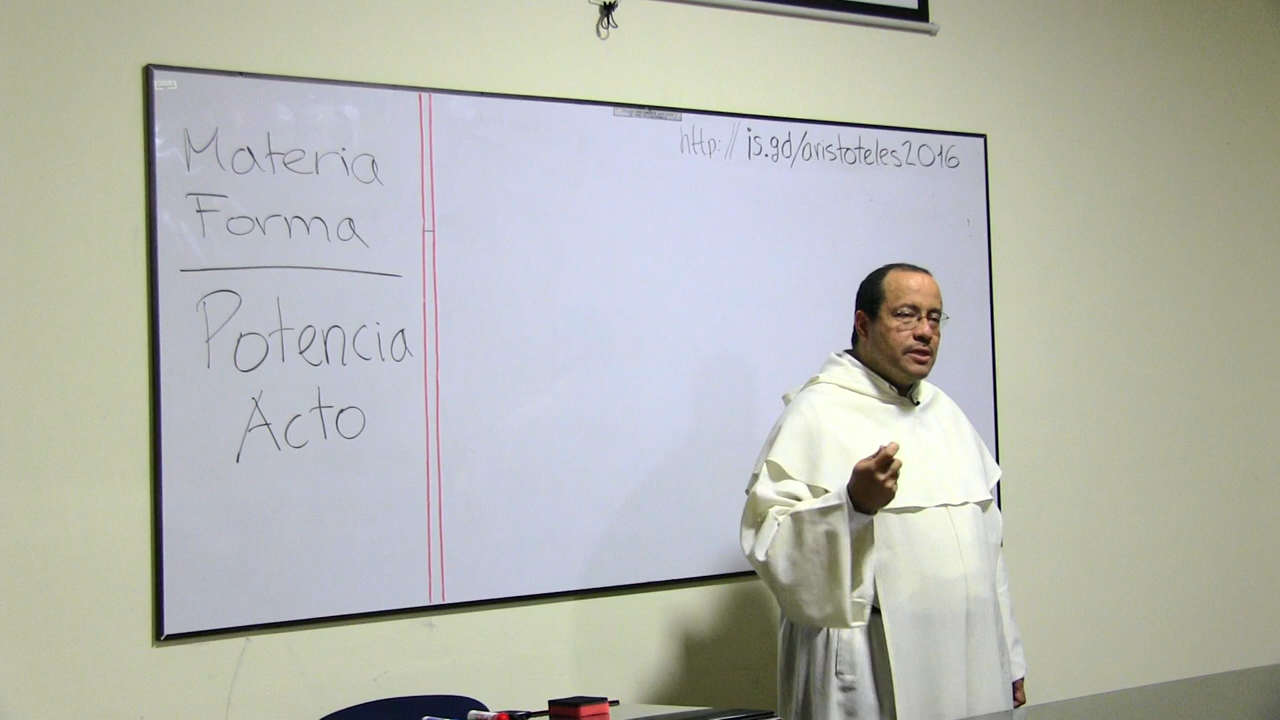 Materia
Forma
Potencia
Acto
http://is.gd/aristoteles2016